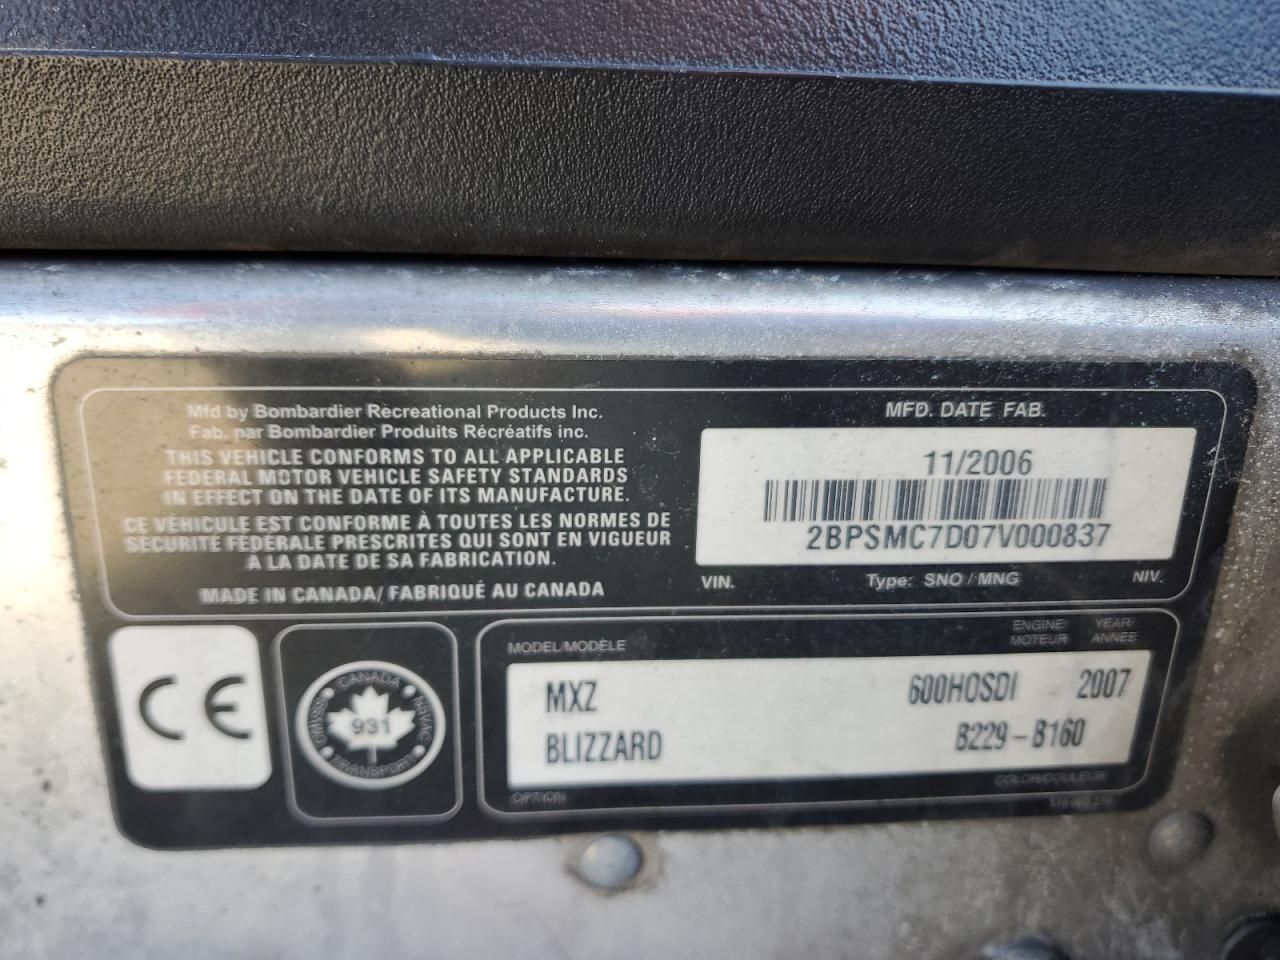 Mfd by Bombardier Recreational Products Inc.
Fab. par Bombardier Produits Récréatifs inc.
THIS VEHICLE CONFORMS TO ALL APPLICABLE
FEDERAL MOTOR VEHICLE SAFETY STANDARDS
IN EFFECT ON THE DATE OF ITS MANUFACTURE.
CE VÉHICULE EST CONFORME À TOUTES LES NORMES DE
SÉCURITÉ FÉDÉRALE PRESCRITES QUI SONT EN VIGUEUR
À LA DATE DE SA FABRICATION.
MADE IN CANADA/ FABRIQUÉ AU CANADA
MFD. DATE FAB.
11/2006
2BPSMC7D07V000837
VIN. Type: SNO / MNG NIV.
CE
CANADA
931
TRANSPORTS
MODEL/MODÈLE ENGINE/MOTEUR YEAR/ANNÉE
MXZ 600HOSDI 2007
BLIZZARD B229-B160
OPTION COLOR/COULEUR